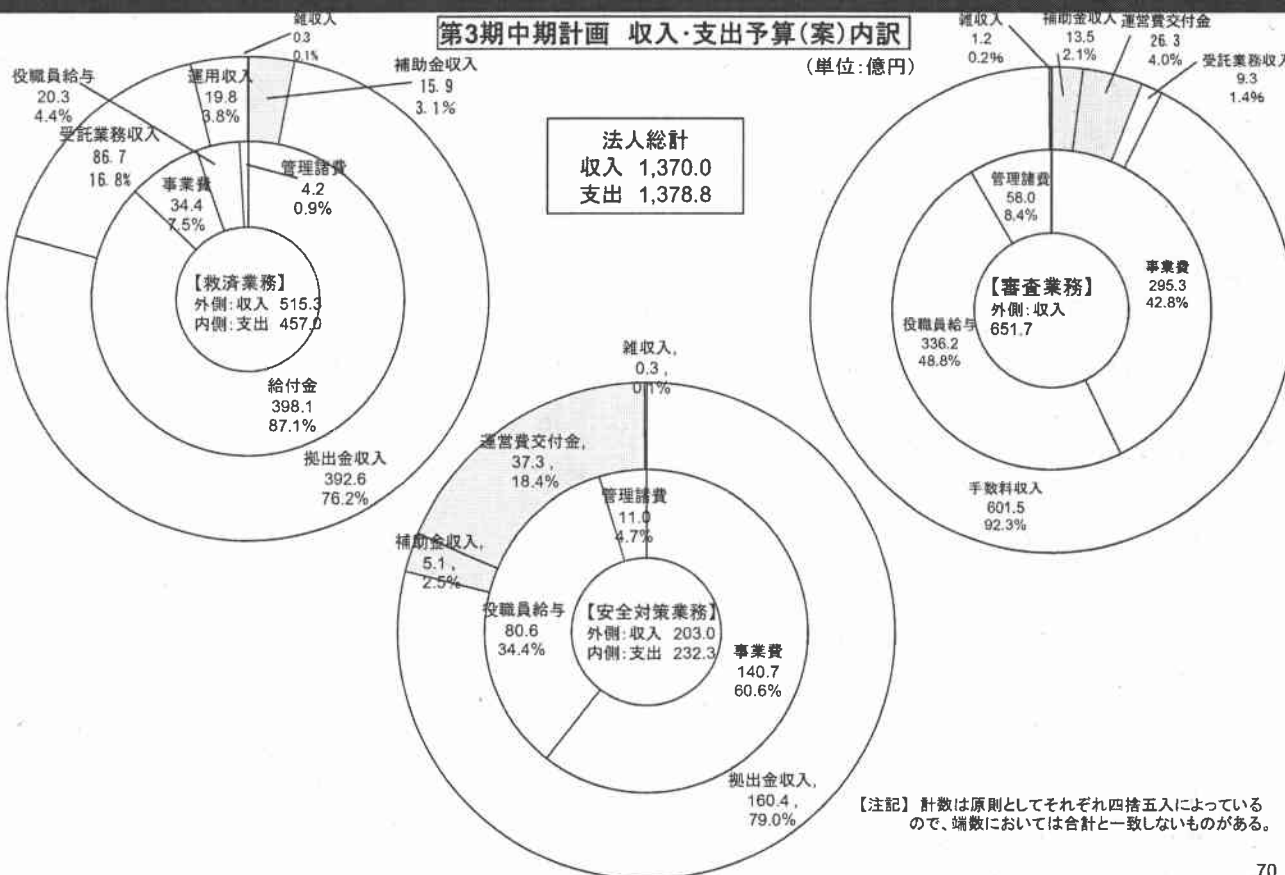 第3期中期計画 収入・支出予算(案)内訳
(単位:億円)
法人総計
収入 1,370.0
支出 1,378.8
雑収入
0.3
0.1%
補助金収入
15.9
3.1%
役職員給与
20.3
4.4%
運用収入
19.8
3.8%
受託業務収入
86.7
16.8%
事業費
34.4
7.5%
管理諸費
4.2
0.9%
【救済業務】
外側:収入 515.3
内側:支出 457.0
給付金
398.1
87.1%
拠出金収入
392.6
76.2%
雑収入
1.2
0.2%
補助金収入
13.5
2.1%
運営費交付金
26.3
4.0%
受託業務収入
9.3
1.4%
管理諸費
58.0
8.4%
事業費
295.3
42.8%
【審査業務】
外側:収入
651.7
役職員給与
336.2
48.8%
手数料収入
601.5
92.3%
雑収入,
0.3 ,
0.1%
運営費交付金,
37.3 ,
18.4%
管理諸費
11.0
4.7%
補助金収入,
5.1 ,
2.5%
役職員給与
80.6
34.4%
【安全対策業務】
外側:収入 203.0
内側:支出 232.3
事業費
140.7
60.6%
拠出金収入,
160.4 ,
79.0%
【注記】 計数は原則としてそれぞれ四捨五入によっている
ので、端数においては合計と一致しないものがある。
70